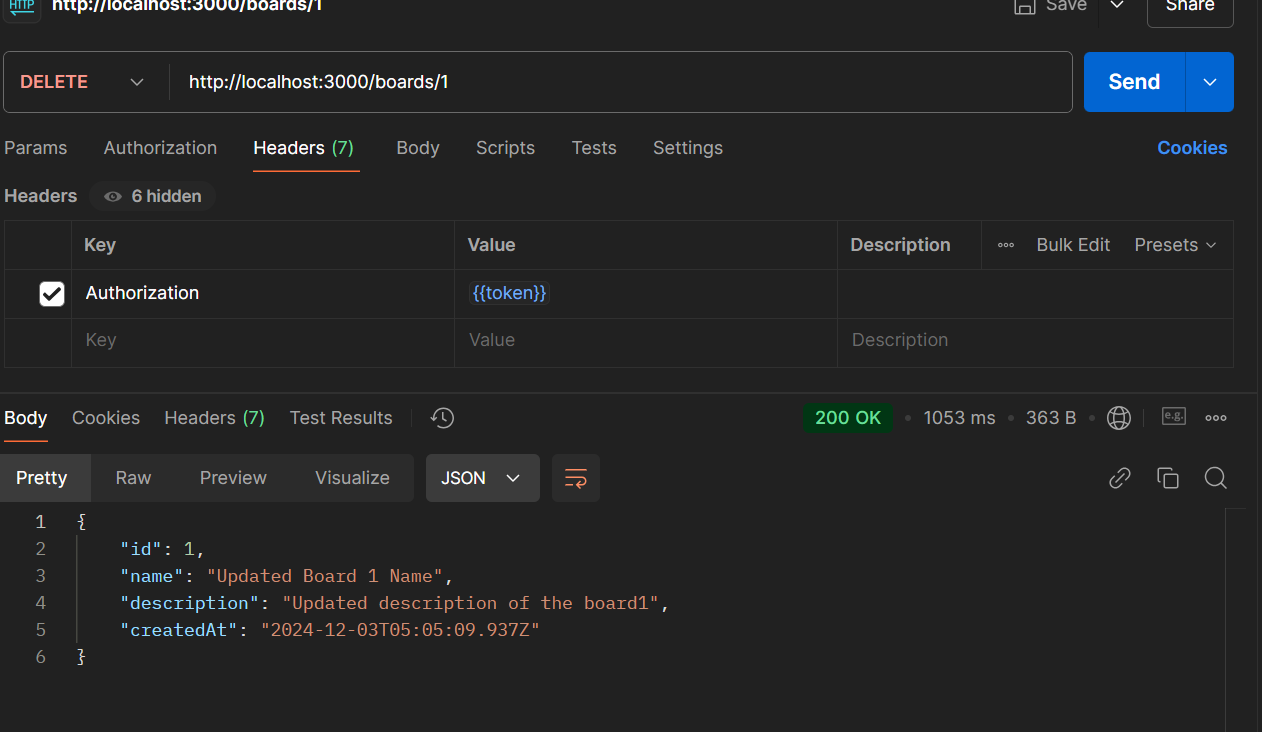 HTTP http://localhost:3000/boards/1 Save Share
DELETE http://localhost:3000/boards/1 Send
Params Authorization Headers (7) Body Scripts Tests Settings Cookies
Headers 6 hidden
Key Value Description Bulk Edit Presets
Authorization {{token}}
Key Value Description
Body Cookies Headers (7) Test Results 200 OK 1053 ms 363 B e.g.
Pretty Raw Preview Visualize JSON
1 {
2 "id": 1,
3 "name": "Updated Board 1 Name",
4 "description": "Updated description of the board1",
5 "createdAt": "2024-12-03T05:05:09.937Z"
6 }